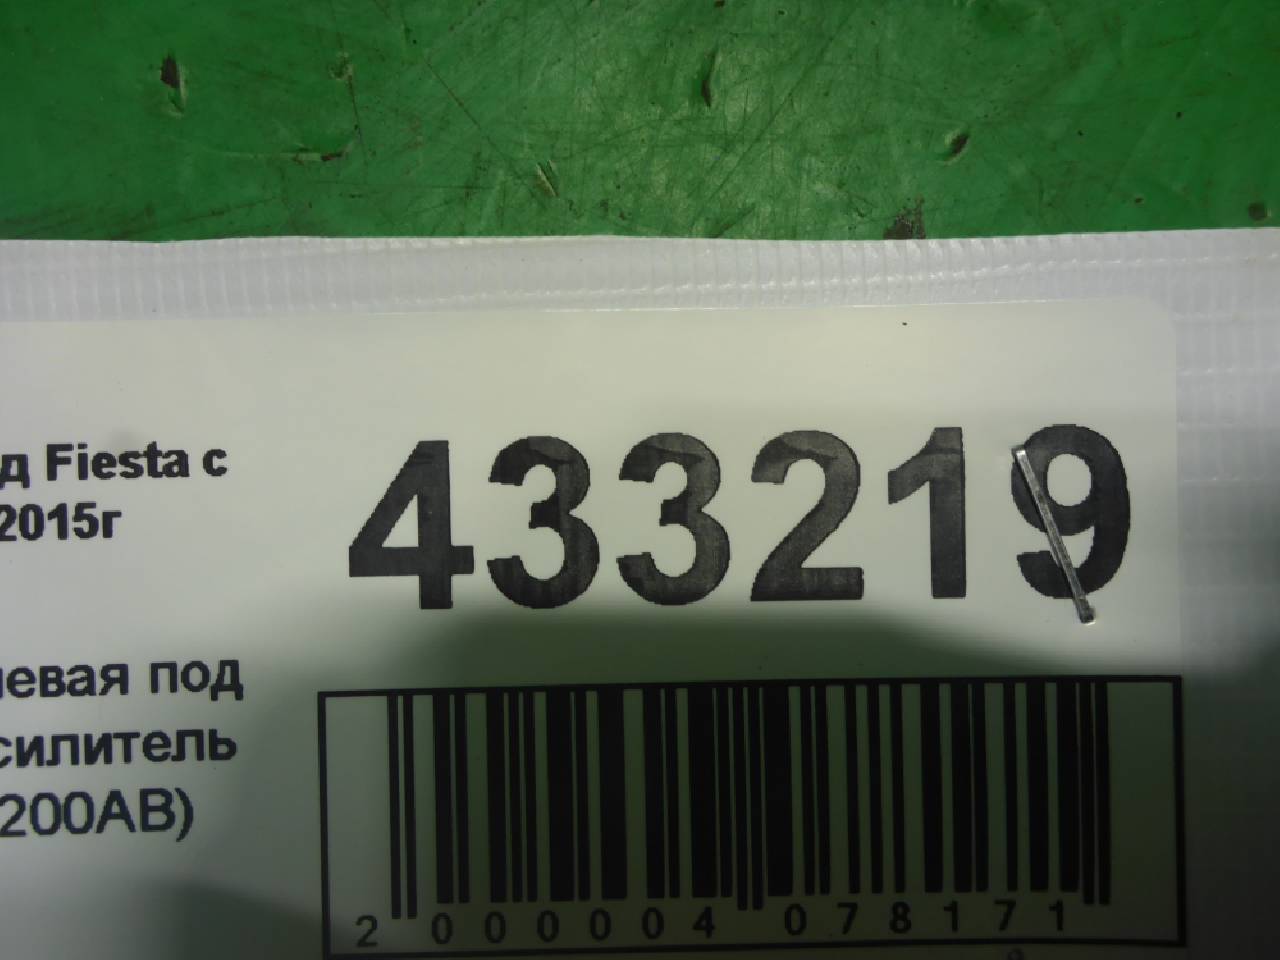 д Fiesta с
2015г
433219
левая под
силитель
200AB)
2 000004 078171